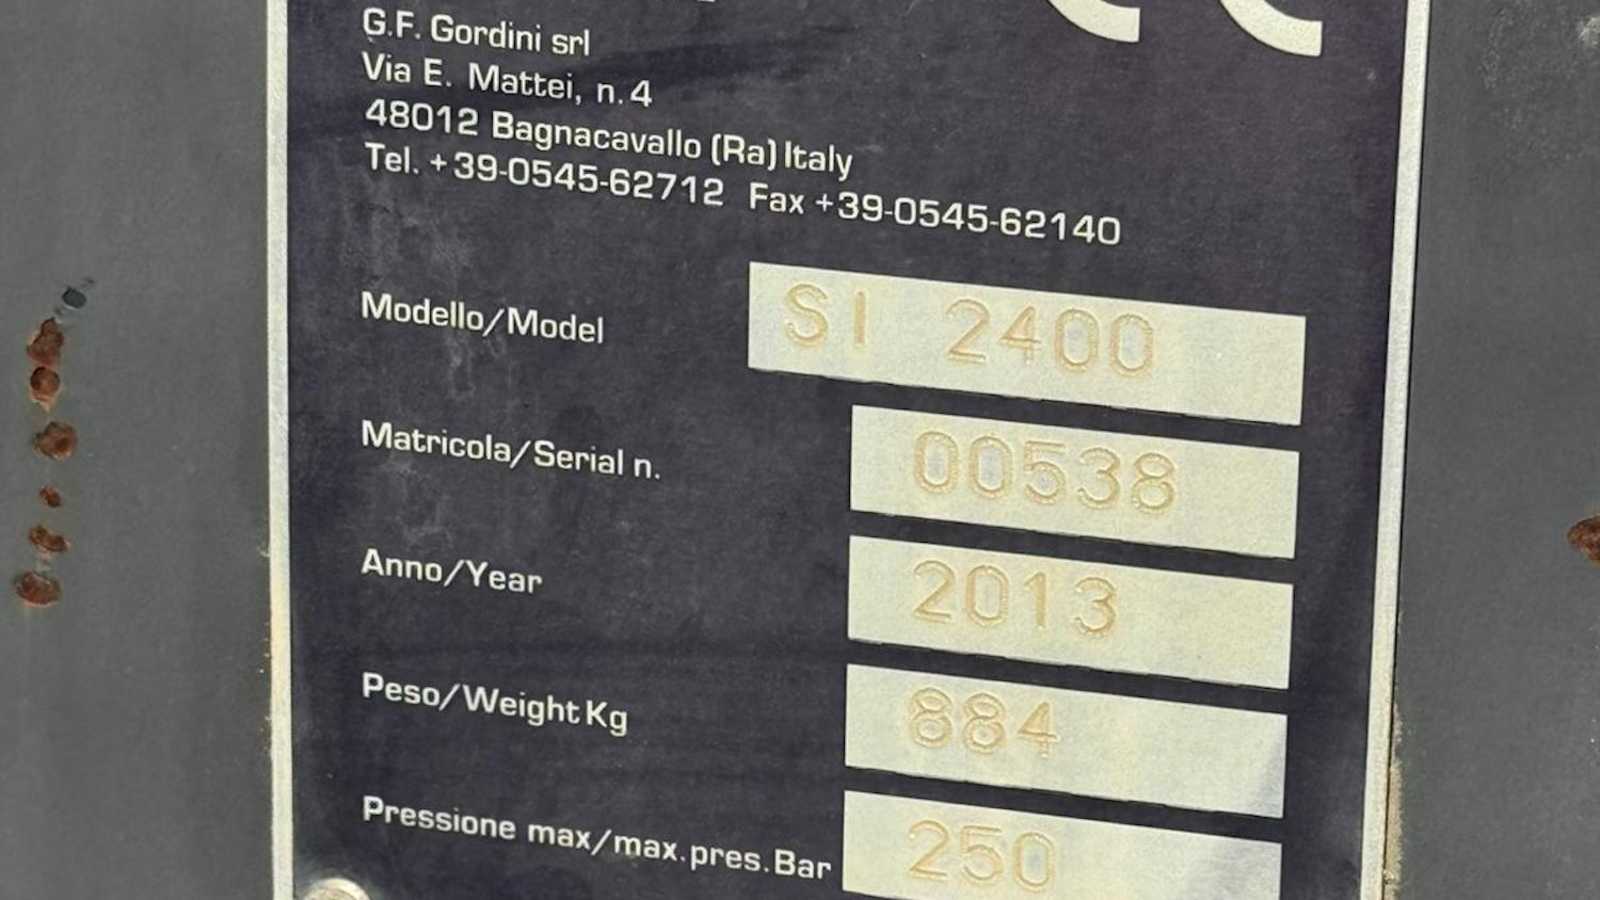 G.F. Gordini srl
Via E. Mattei, n.4
48012 Bagnacavallo (Ra) Italy
Tel. +39-0545-62712 Fax +39-0545-62140
Modello/Model SI 2400
Matricola/Serial n. 00538
Anno/Year 2013
Peso/Weight Kg 884
Pressione max/max.pres.Bar 250